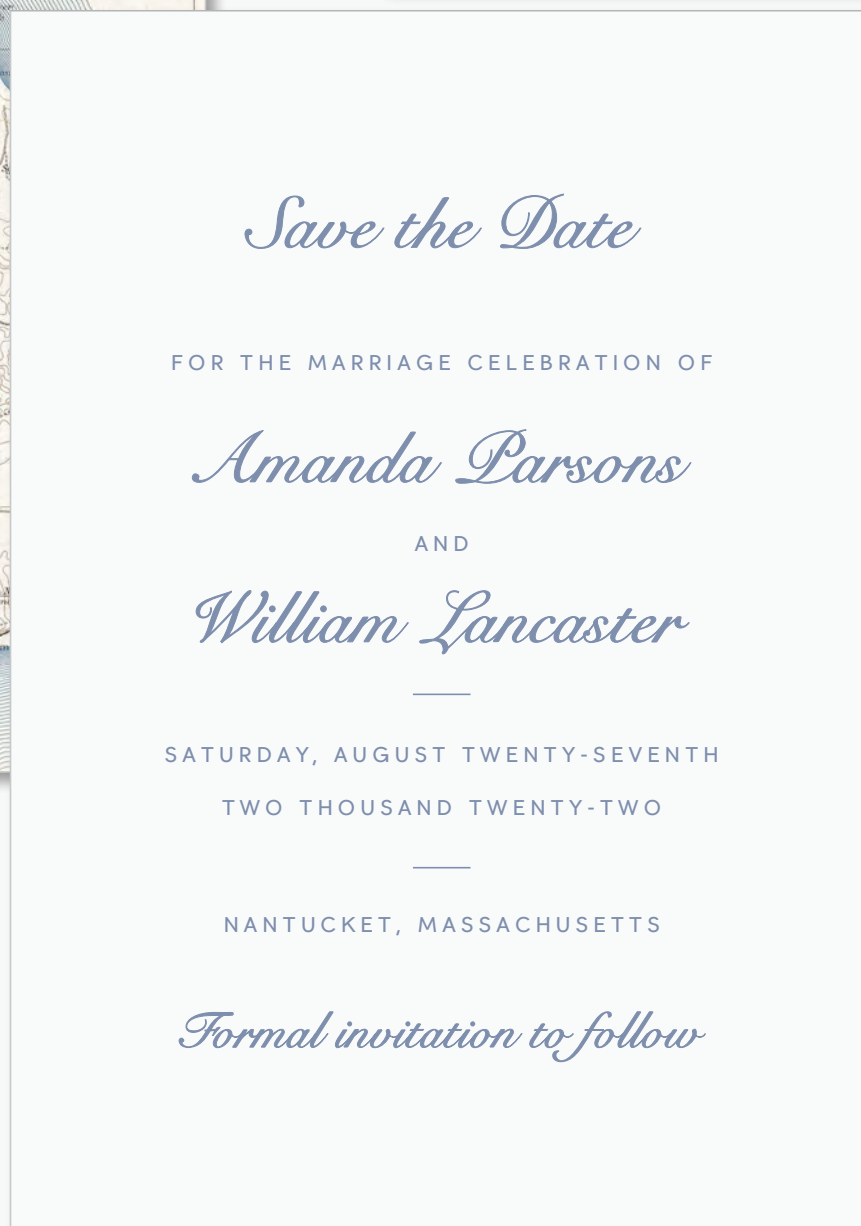 Save the Date
FOR THE MARRIAGE CELEBRATION OF
Amanda Parsons
AND
William Lancaster
SATURDAY, AUGUST TWENTY-SEVENTH
TWO THOUSAND TWENTY-TWO
NANTUCKET, MASSACHUSETTS
Formal invitation to follow